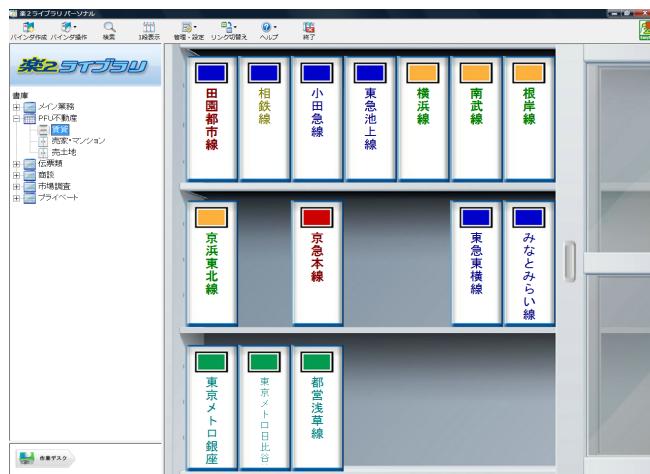 楽2ライブラリ パーソナル
バインダ作成 バインダ操作 検索 1段表示 管理・設定 リンク切替え ヘルプ 終了
楽2ライブラリ
書庫
メイン業務
PFU不動産
賃貸
売家・マンション
売土地
伝票類
商談
市場調査
プライベート
作業デスク
田園都市線
相鉄線
小田急線
東急池上線
横浜線
南武線
根岸線
京浜東北線
京急本線
東急東横線
みなとみらい線
東京メトロ銀座
東京メトロ日比谷
都営浅草線